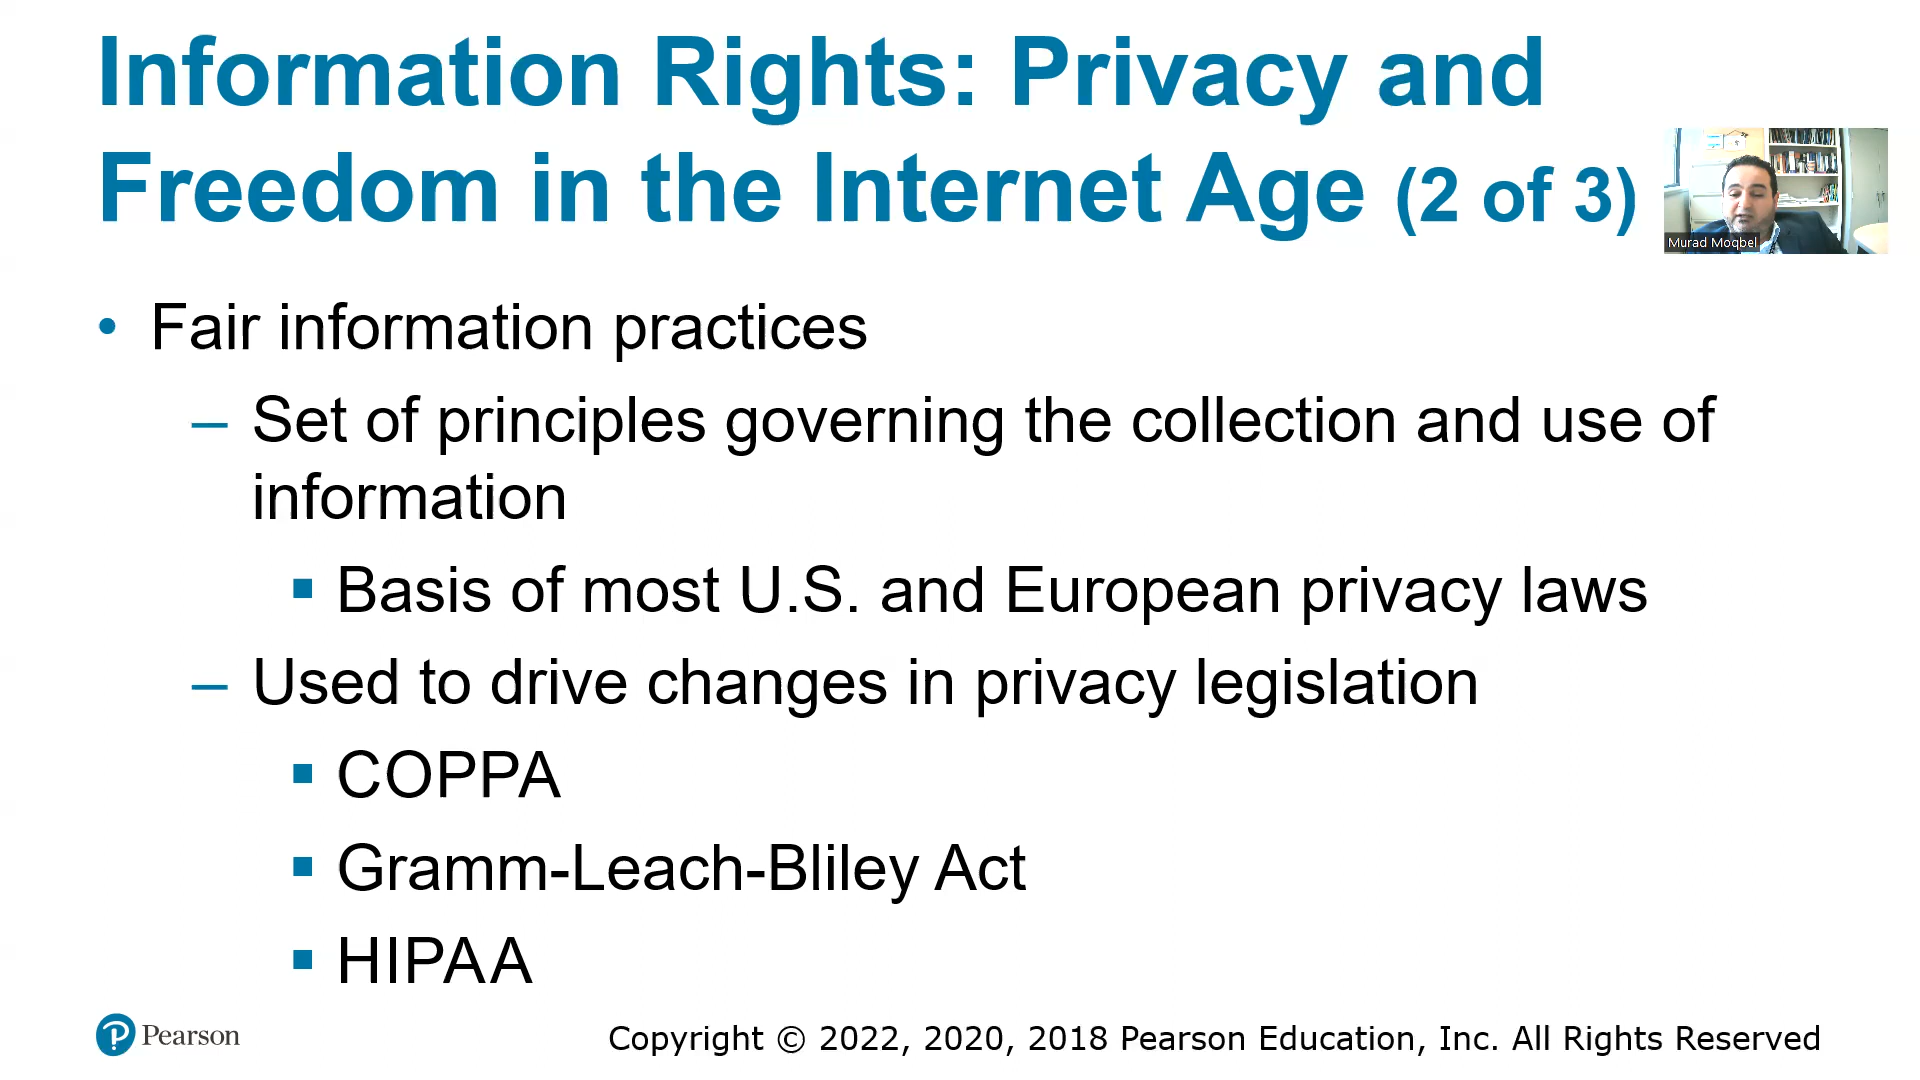 Information Rights: Privacy and
Freedom in the Internet Age (2 of 3)
Murad Moqbel
• Fair information practices
– Set of principles governing the collection and use of
information
▪ Basis of most U.S. and European privacy laws
– Used to drive changes in privacy legislation
▪ COPPA
▪ Gramm-Leach-Bliley Act
▪ HIPAA
Pearson
Copyright © 2022, 2020, 2018 Pearson Education, Inc. All Rights Reserved